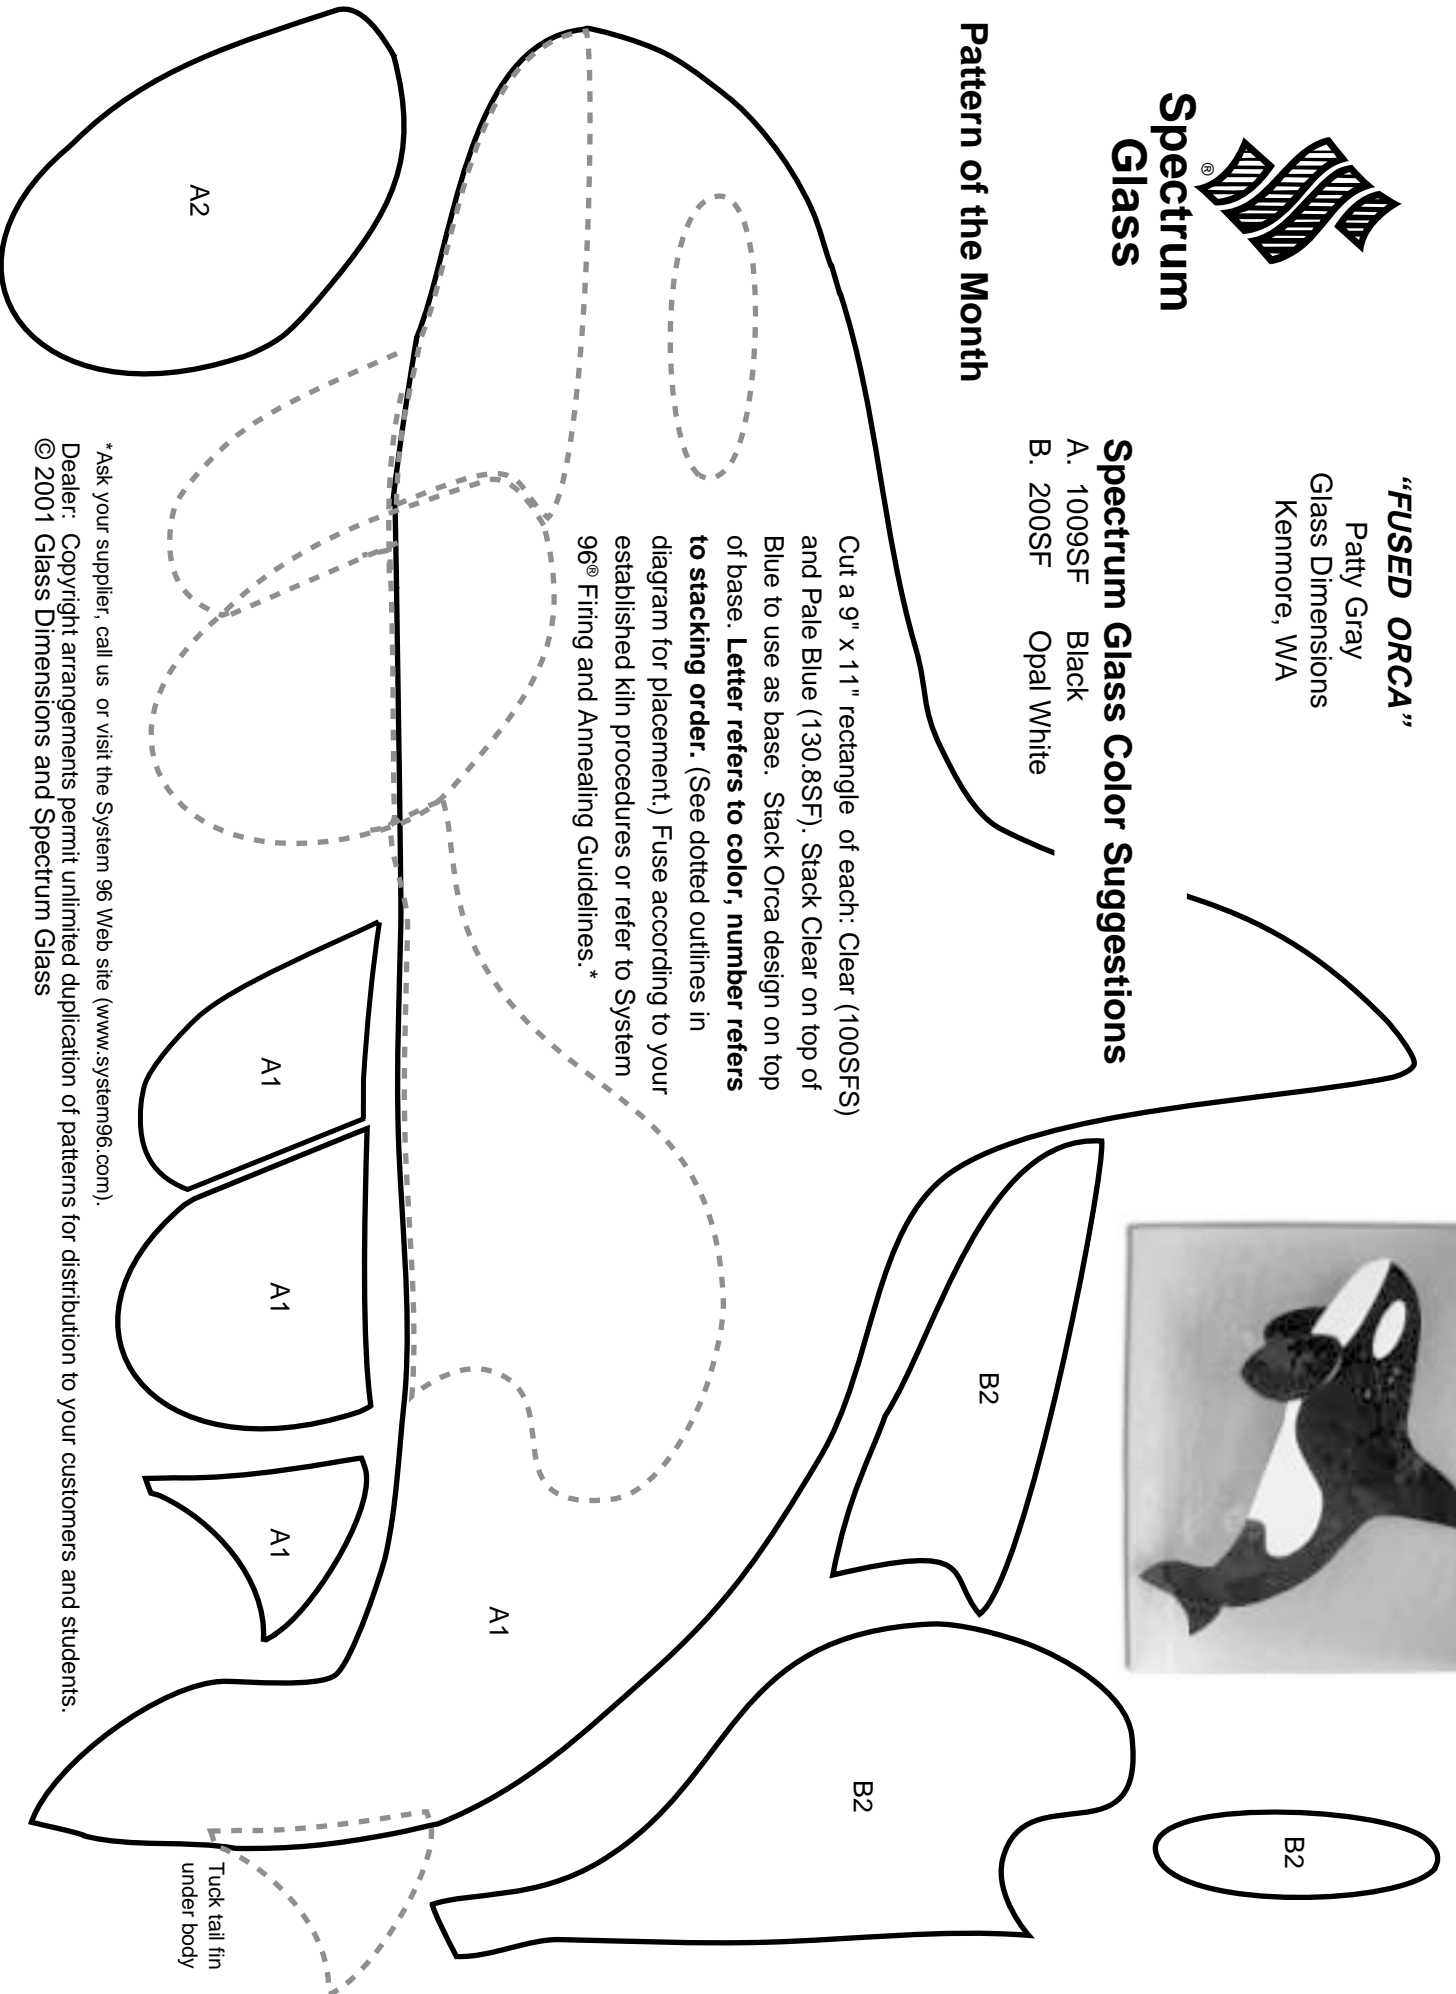 Spectrum
Glass
®
Pattern of the Month
“FUSED ORCA”
Patty Gray
Glass Dimensions
Kenmore, WA
Spectrum Glass Color Suggestions
A. 1009SF Black
B. 200SF Opal White
Cut a 9" x 11" rectangle of each: Clear (100SFS)
and Pale Blue (130.8SF). Stack Clear on top of
Blue to use as base. Stack Orca design on top
of base. Letter refers to color, number refers
to stacking order. (See dotted outlines in
diagram for placement.) Fuse according to your
established kiln procedures or refer to System
96® Firing and Annealing Guidelines.*
B2
B2
B2
A1
A2
A1
A1
A1
Tuck tail fin
under body
*Ask your supplier, call us or visit the System 96 Web site (www.system96.com).
Dealer: Copyright arrangements permit unlimited duplication of patterns for distribution to your customers and students.
© 2001 Glass Dimensions and Spectrum Glass